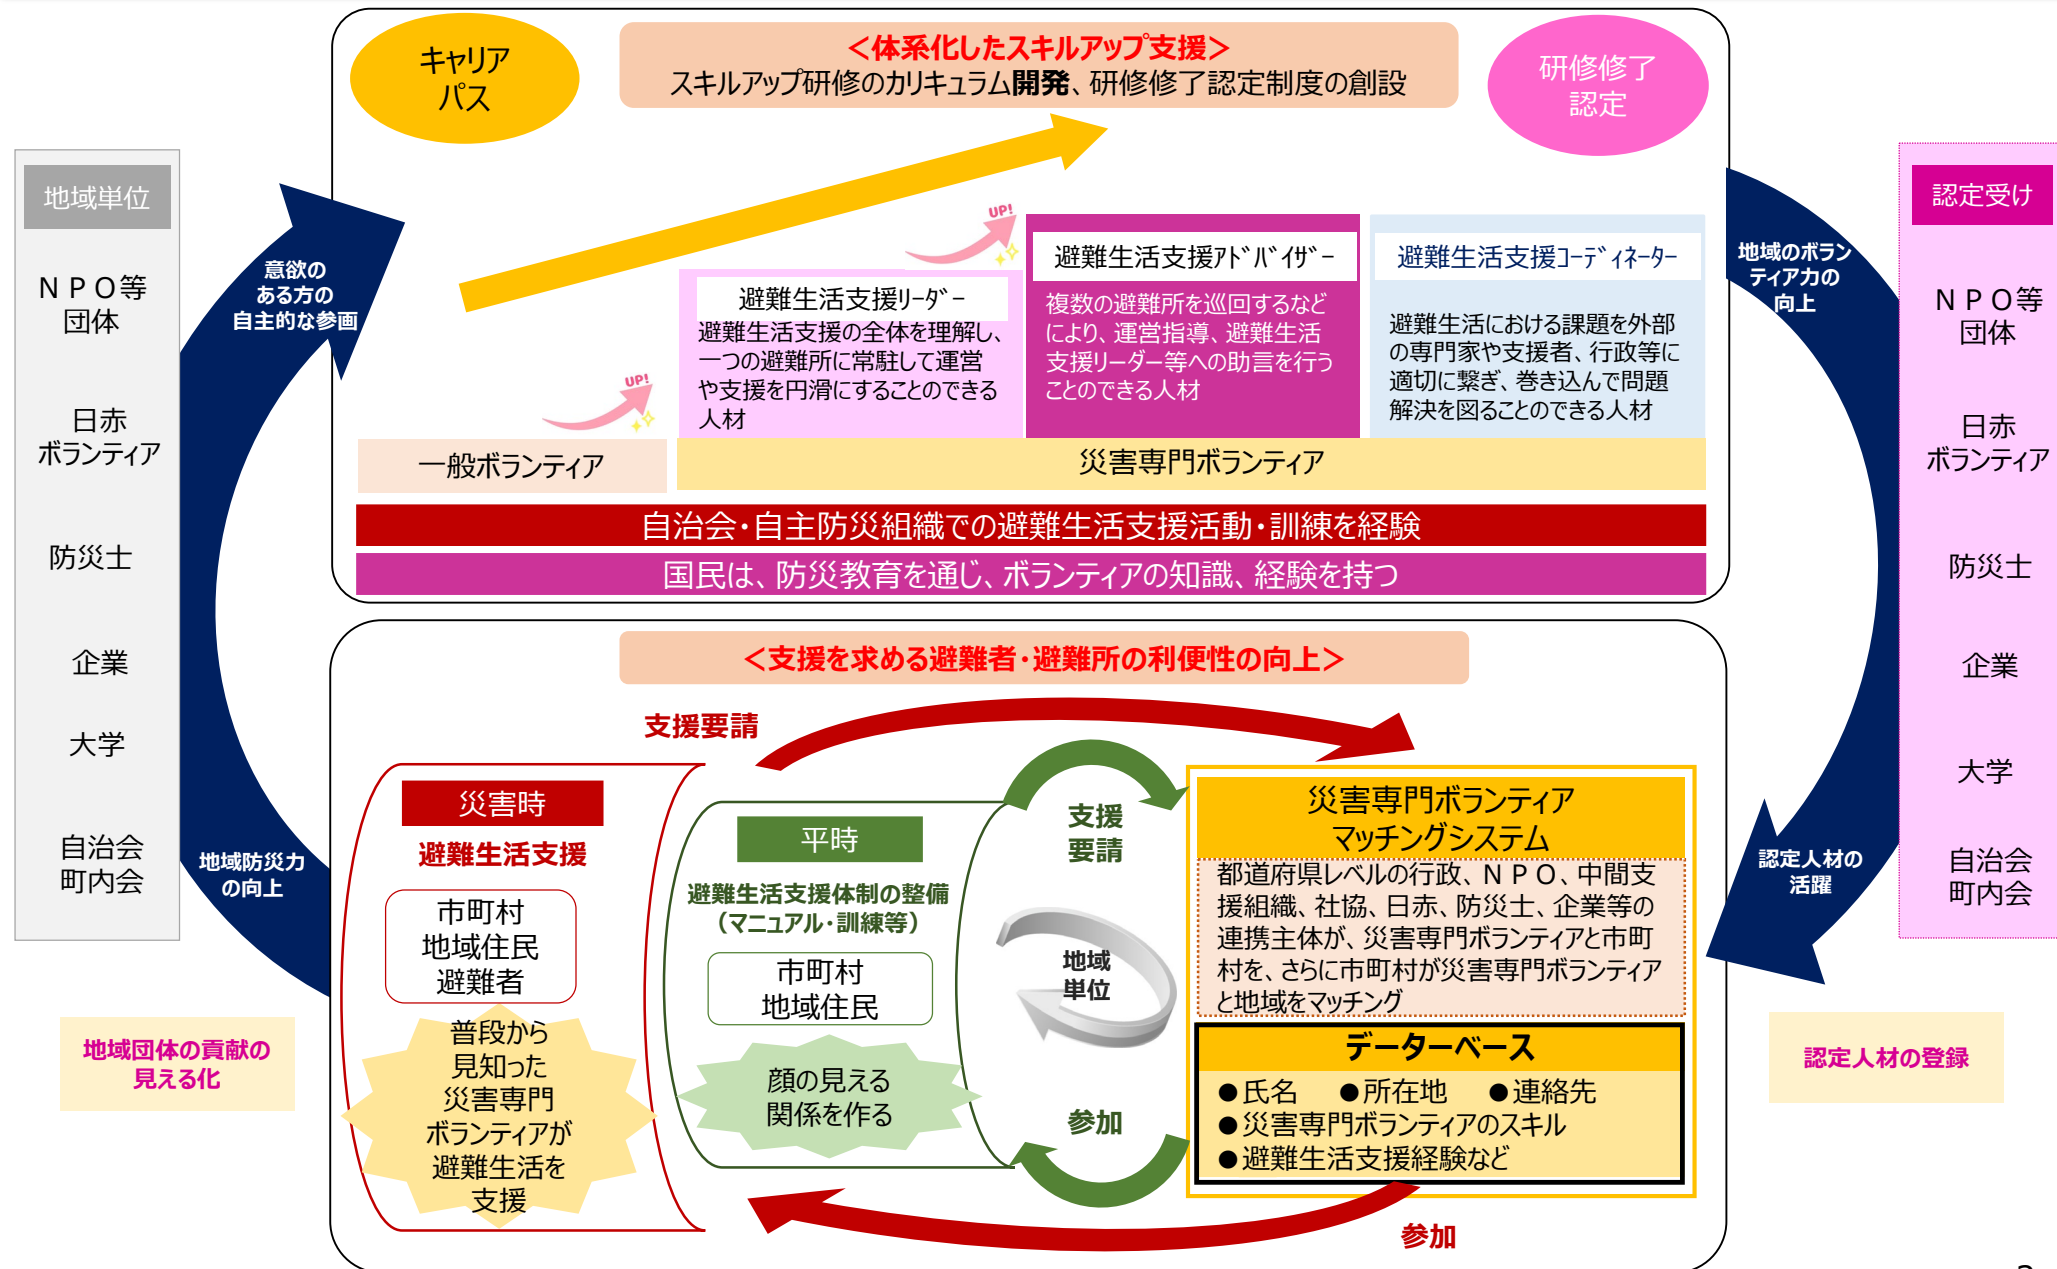 キャリア
パス
＜体系化したスキルアップ支援＞
スキルアップ研修のカリキュラム開発、研修修了認定制度の創設
研修修了
認定
地域単位
ＮＰＯ等
団体
日赤
ボランティア
防災士
企業
大学
自治会
町内会
意欲の
ある方の
自主的な参画
地域防災力
の向上
地域団体の貢献の
見える化
UP!
UP!
避難生活支援ﾘｰﾀﾞｰ
避難生活支援の全体を理解し、
一つの避難所に常駐して運営
や支援を円滑にすることのできる
人材
避難生活支援ｱﾄﾞﾊﾞｲｻﾞｰ
複数の避難所を巡回するなど
により、運営指導、避難生活
支援リーダー等への助言を行う
ことのできる人材
避難生活支援ｺｰﾃﾞｨﾈｰﾀｰ
避難生活における課題を外部
の専門家や支援者、行政等に
適切に繋ぎ、巻き込んで問題
解決を図ることのできる人材
一般ボランティア
災害専門ボランティア
自治会・自主防災組織での避難生活支援活動・訓練を経験
国民は、防災教育を通じ、ボランティアの知識、経験を持つ
地域のボラン
ティア力の
向上
認定受け
ＮＰＯ等
団体
日赤
ボランティア
防災士
企業
大学
自治会
町内会
認定人材の
活躍
認定人材の登録
＜支援を求める避難者・避難所の利便性の向上＞
支援要請
災害時
避難生活支援
市町村
地域住民
避難者
普段から
見知った
災害専門
ボランティアが
避難生活を
支援
平時
避難生活支援体制の整備
（マニュアル・訓練等）
市町村
地域住民
顔の見える
関係を作る
支援
要請
地域
単位
参加
災害専門ボランティア
マッチングシステム
都道府県レベルの行政、ＮＰＯ、中間支
援組織、社協、日赤、防災士、企業等の
連携主体が、災害専門ボランティアと市町
村を、さらに市町村が災害専門ボランティア
と地域をマッチング
データーベース
●氏名　●所在地　●連絡先
●災害専門ボランティアのスキル
●避難生活支援経験など
参加